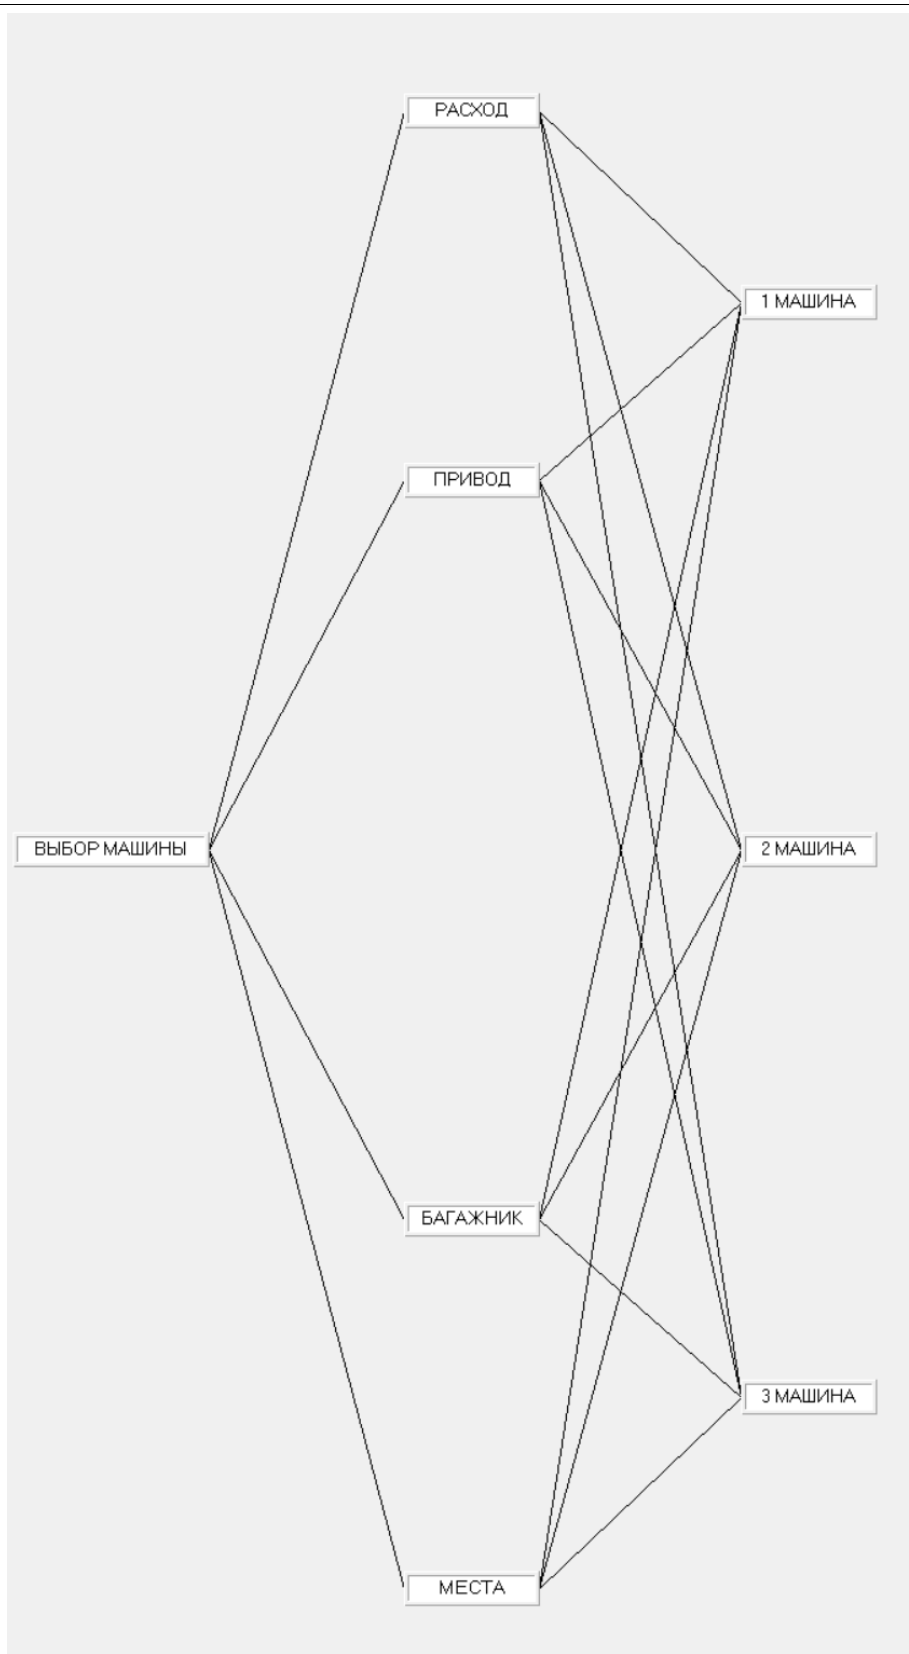 РАСХОД
1 МАШИНА
ПРИВОД
ВЫБОР МАШИНЫ
2 МАШИНА
БАГАЖНИК
3 МАШИНА
МЕСТА